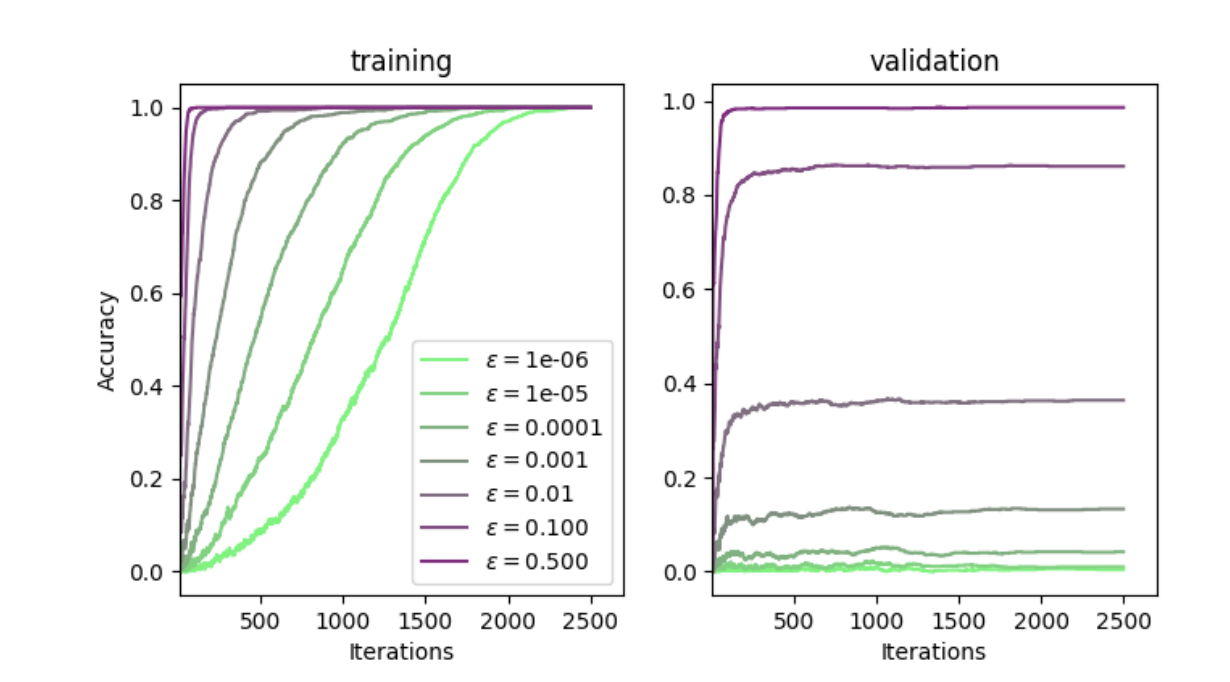 training
validation
Accuracy
1.0
0.8
0.6
0.4
0.2
0.0
ε = 1e-06
ε = 1e-05
ε = 0.0001
ε = 0.001
ε = 0.01
ε = 0.100
ε = 0.500
500 1000 1500 2000 2500
Iterations
1.0
0.8
0.6
0.4
0.2
0.0
500 1000 1500 2000 2500
Iterations